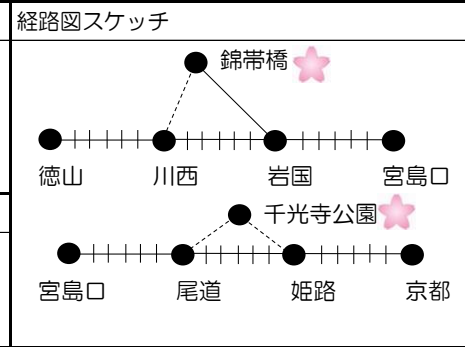 経路図スケッチ
錦帯橋
徳山 川西 岩国 宮島口
千光寺公園
宮島口 尾道 姫路 京都